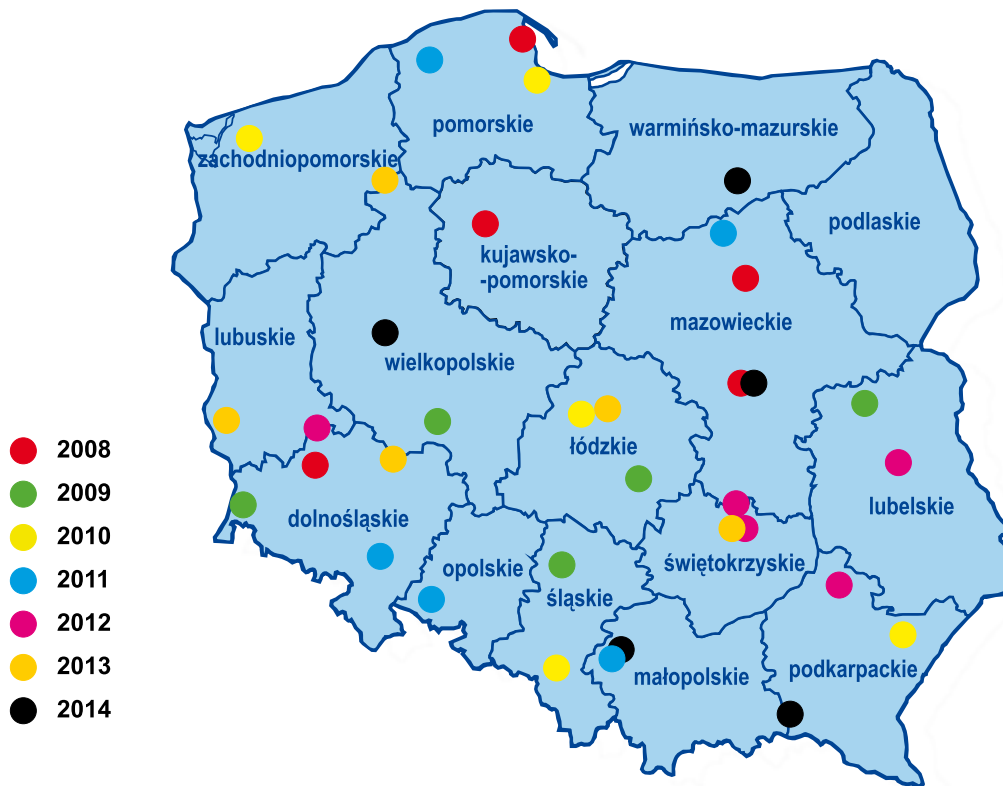 pomorskie
warmińsko-mazurskie
zachodniopomorskie
podlaskie
kujawsko-
-pomorskie
mazowieckie
lubuskie
wielkopolskie
łódzkie
2008
2009
2010
2011
2012
2013
2014
lubelskie
dolnośląskie
opolskie
śląskie
świętokrzyskie
małopolskie
podkarpackie